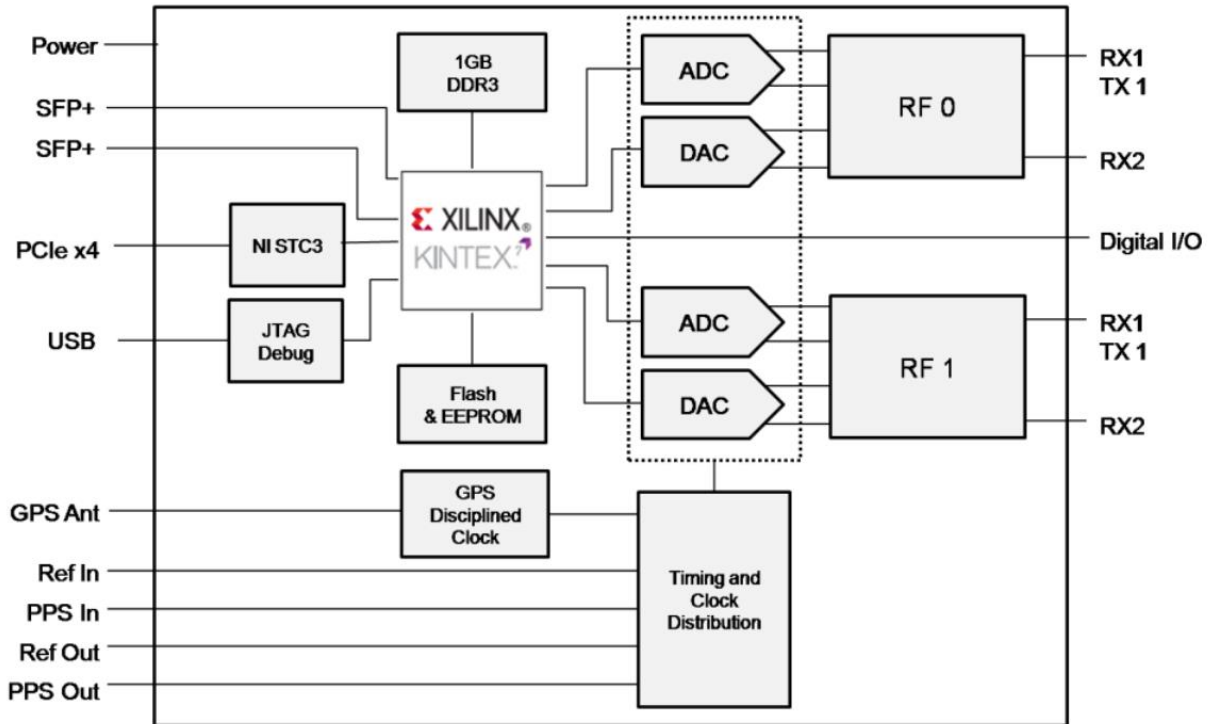 Power
SFP+
SFP+
PCIe x4
USB
GPS Ant
Ref In
PPS In
Ref Out
PPS Out
1GB
DDR3
NI STC3
JTAG
Debug
XILINX®
KINTEX.7
Flash
& EEPROM
GPS
Disciplined
Clock
ADC
DAC
ADC
DAC
Timing and
Clock
Distribution
RF 0
RF 1
RX1
TX 1
RX2
Digital I/O
RX1
TX 1
RX2